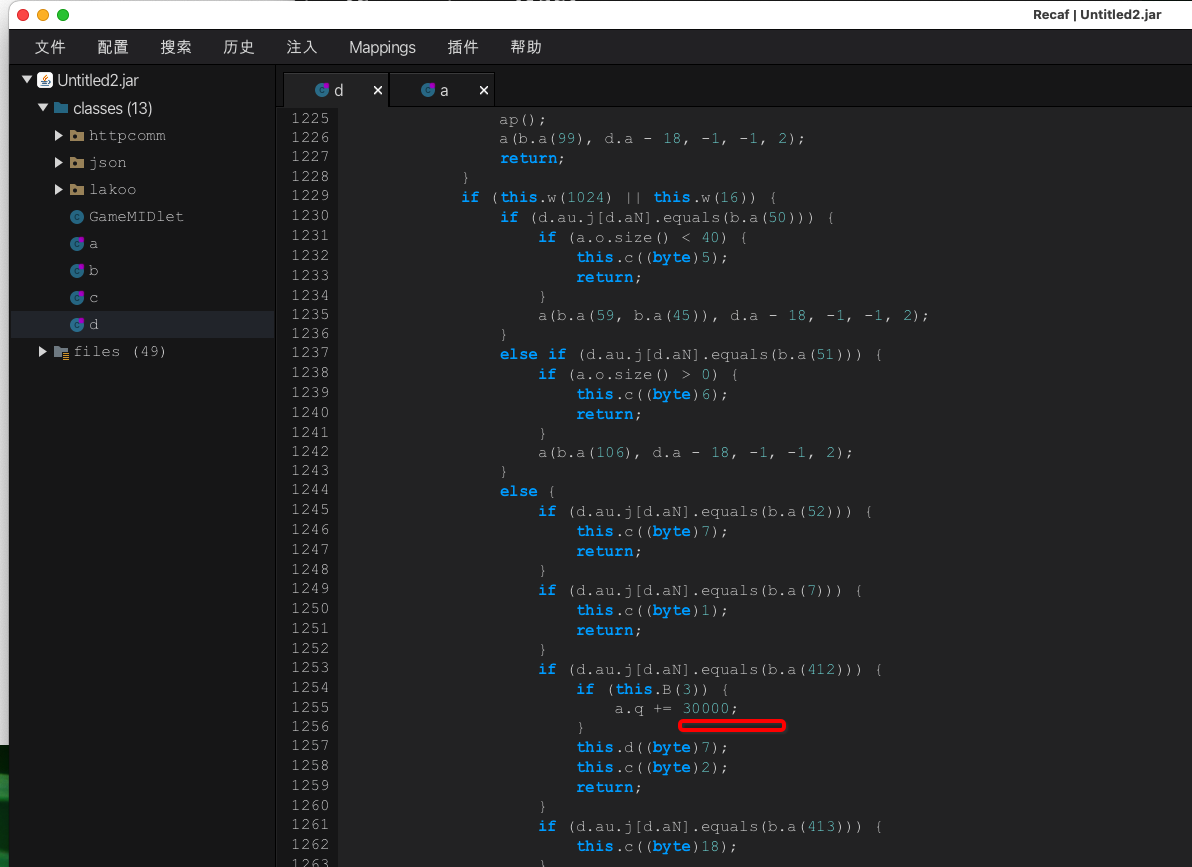 Recaf | Untitled2.jar
文件 配置 搜索 历史 注入 Mappings 插件 帮助
Untitled2.jar
classes (13)
httpcomm
json
lakoo
GameMIDlet
a
b
c
d
files (49)
d × a ×
1225 ap();
1226 a(b.a(99), d.a - 18, -1, -1, 2);
1227 return;
1228 }
1229 if (this.w(1024) || this.w(16)) {
1230 if (d.au.j[d.aN].equals(b.a(50))) {
1231 if (a.o.size() < 40) {
1232 this.c((byte)5);
1233 return;
1234 }
1235 a(b.a(59, b.a(45)), d.a - 18, -1, -1, 2);
1236 }
1237 else if (d.au.j[d.aN].equals(b.a(51))) {
1238 if (a.o.size() > 0) {
1239 this.c((byte)6);
1240 return;
1241 }
1242 a(b.a(106), d.a - 18, -1, -1, 2);
1243 }
1244 else {
1245 if (d.au.j[d.aN].equals(b.a(52))) {
1246 this.c((byte)7);
1247 return;
1248 }
1249 if (d.au.j[d.aN].equals(b.a(7))) {
1250 this.c((byte)1);
1251 return;
1252 }
1253 if (d.au.j[d.aN].equals(b.a(412))) {
1254 if (this.B(3)) {
1255 a.q += 30000;
1256 }
1257 this.d((byte)7);
1258 this.c((byte)2);
1259 return;
1260 }
1261 if (d.au.j[d.aN].equals(b.a(413))) {
1262 this.c((byte)18);
1263